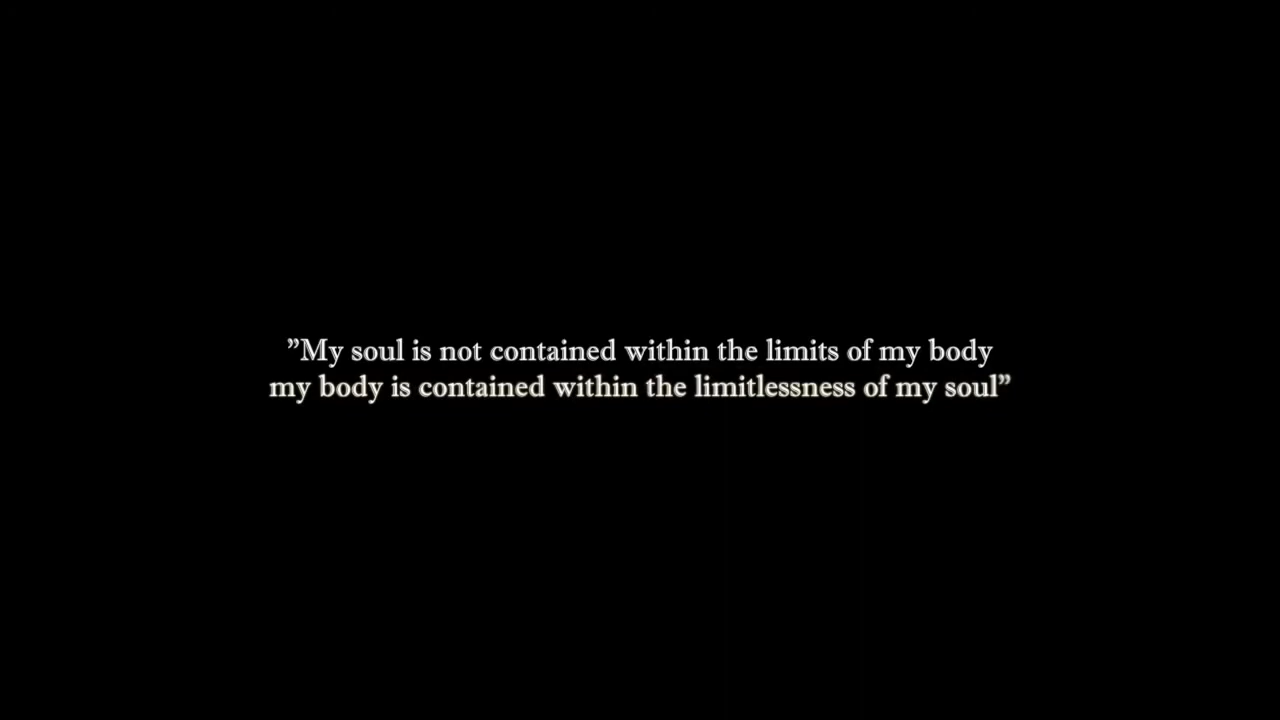 ”My soul is not contained within the limits of my body
my body is contained within the limitlessness of my soul”